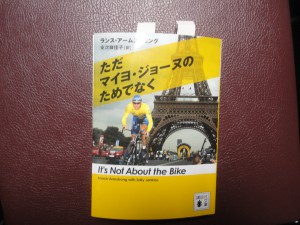 ランス・アームストロング
安次嶺佳子[訳]
ただ
マイヨ・ジョーヌの
ためでなく
It's Not About the Bike
Lance Armstrong with Sally Jenkins